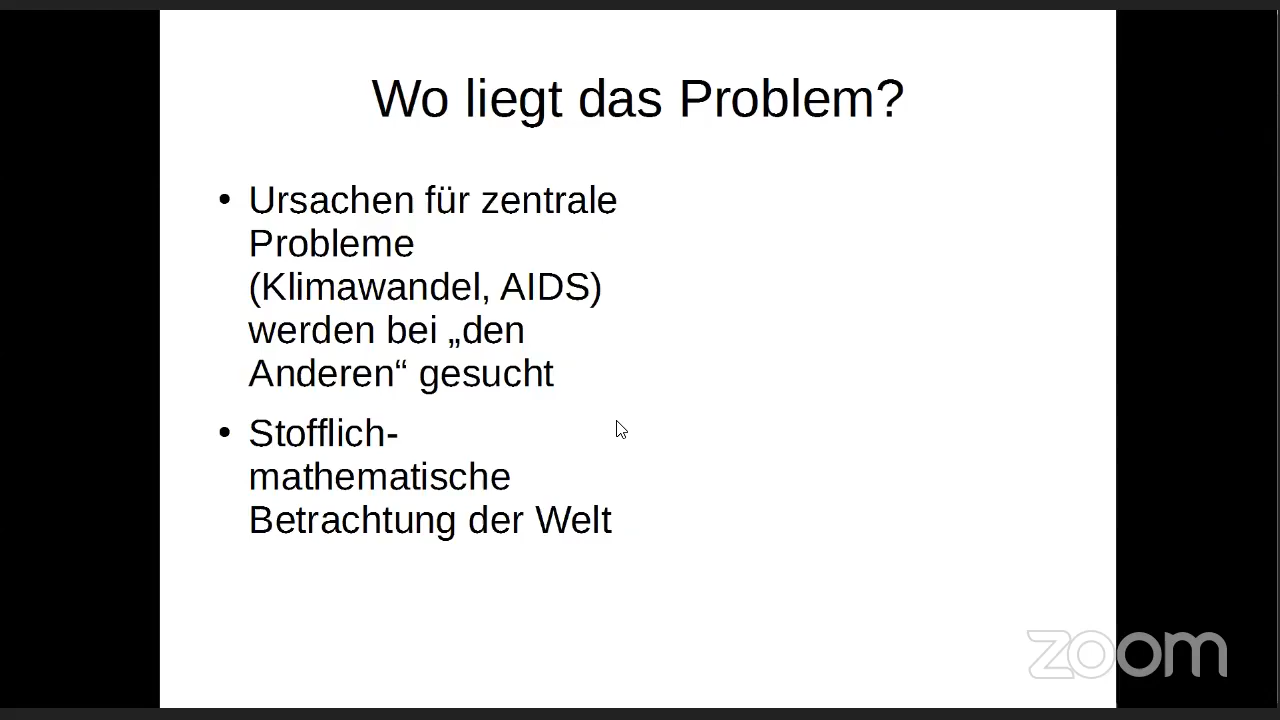 Wo liegt das Problem?
• Ursachen für zentrale
Probleme
(Klimawandel, AIDS)
werden bei „den
Anderen“ gesucht
• Stofflich-
mathematische
Betrachtung der Welt
zoom